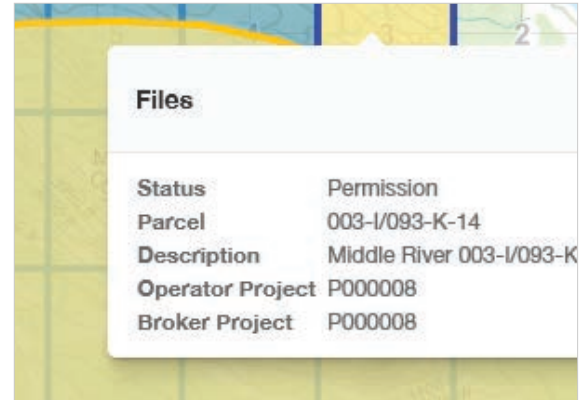 5 4 3 2
Files
Status Permission
Parcel 003-I/093-K-14
Description Middle River 003-I/093-K
Operator Project P000008
Broker Project P000008